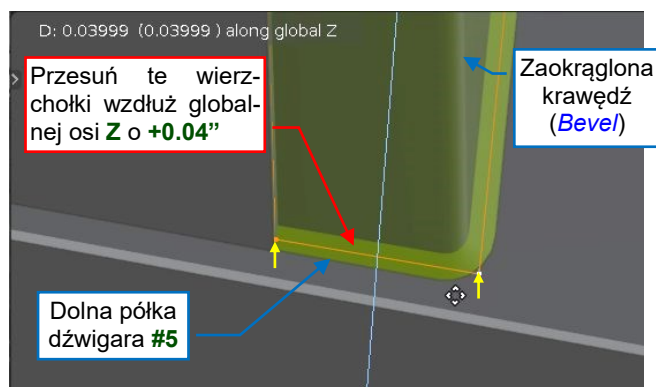 D: 0.03999 (0.03999 ) along global Z
Przesuń te wierz-
chołki wzdłuż global-
nej osi Z o +0.04”
Zaokrąglona
krawędź
(Bevel)
Dolna półka
dźwigara #5